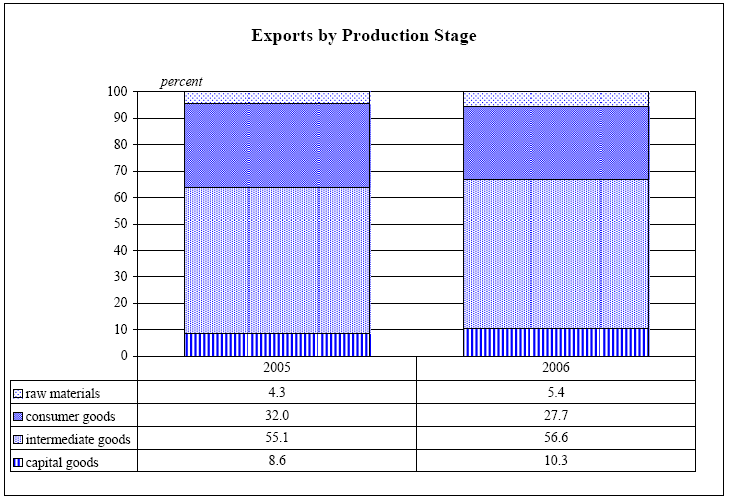 Exports by Production Stage
percent
100
90
80
70
60
50
40
30
20
10
0
2005 2006
raw materials 4.3 5.4
consumer goods 32.0 27.7
intermediate goods 55.1 56.6
capital goods 8.6 10.3